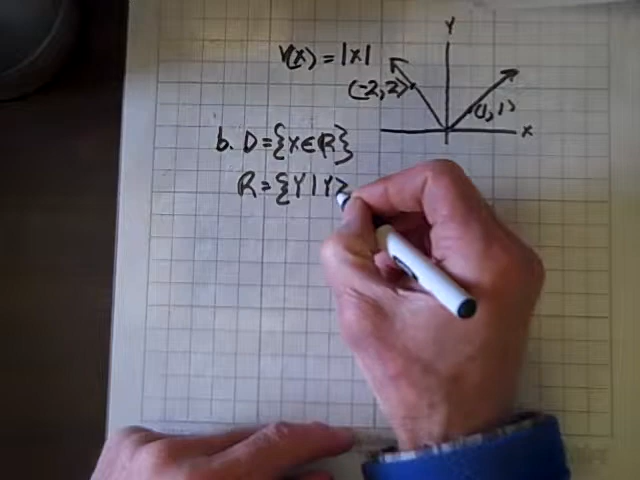 V(x) = |x|
Y
(-2,2)
(1,1)
X
b. D={X∈R}
R={Y|Y≥